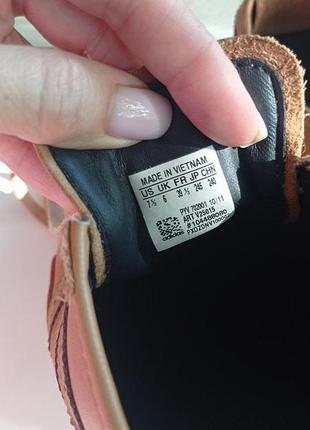 MADE IN VIETNAM
US UK FR JP CHN
7½ 6 39⅓ 245 240
PYV 702001 10/11
ART V25815
adidas